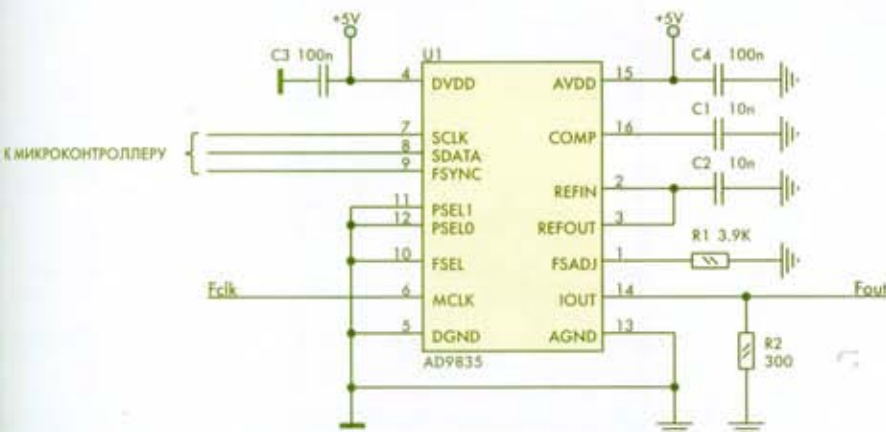 +5V
+5V
C3 100n
U1
C4 100n
4 DVDD
AVDD 15
C1 10n
К МИКРОКОНТРОЛЛЕРУ
7 SCLK
COMP 16
8 SDATA
9 FSYNC
C2 10n
REFIN 2
11 PSEL1
12 PSEL0
REFOUT 3
R1 3.9K
10 FSEL
FSADJ 1
Fclk
6 MCLK
IOUT 14
Fout
5 DGND
AGND 13
R2
300
AD9835